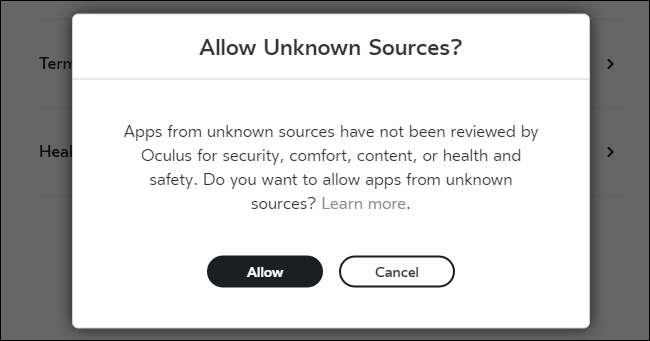 Allow Unknown Sources?
Term
Apps from unknown sources have not been reviewed by
Heal
Oculus for security, comfort, content, or health and
safety. Do you want to allow apps from unknown
sources? Learn more.
Allow
Cancel